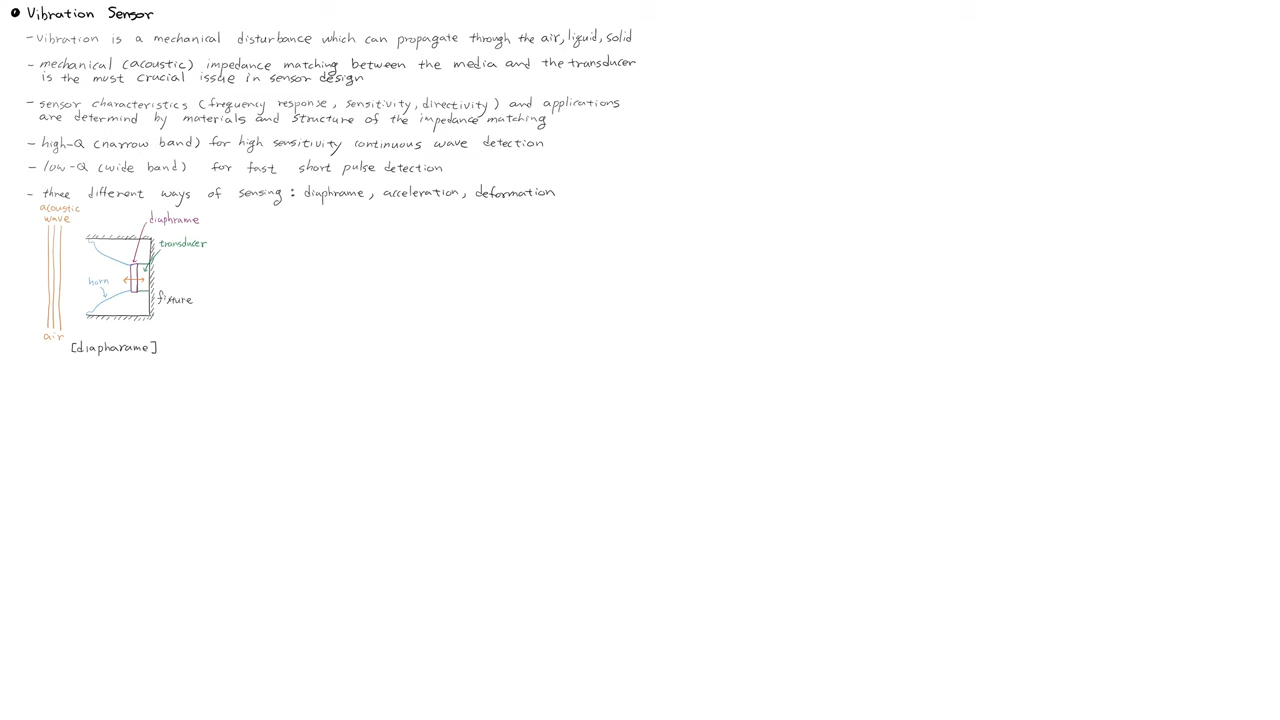 ● Vibration Sensor
- Vibration is a mechanical disturbance which can propagate through the air, liquid, solid
- mechanical (acoustic) impedance matching between the media and the transducer
is the must crucial issue in sensor design
- sensor characteristics (frequency response, sensitivity, directivity) and applications
are determind by materials and structure of the impedance matching
- high-Q (narrow band) for high sensitivity continuous wave detection
- low-Q (wide band) for fast short pulse detection
- three different ways of sensing : diaphrame, acceleration, deformation
acoustic
wave
diaphrame
transducer
horn
fixture
air
[diapharame]